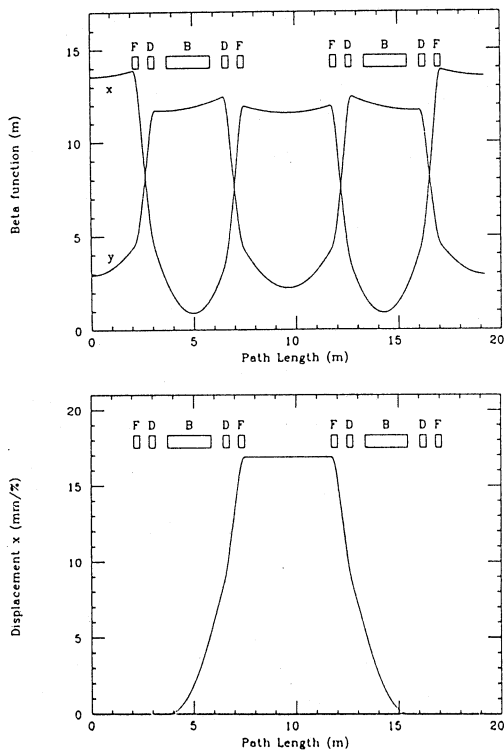 15
10
5
0
Beta function (m)
F D B D F F D B D F
x
y
0 5 10 15 20
Path Length (m)
20
15
10
5
0
Displacement x (mm/%)
F D B D F F D B D F
0 5 10 15 20
Path Length (m)